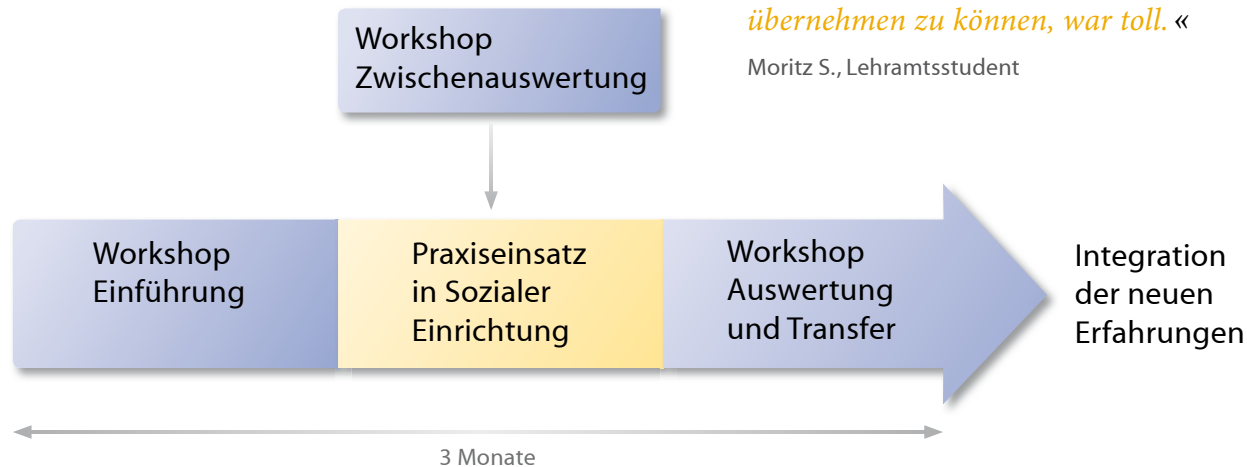 übernehmen zu können, war toll. «
Moritz S., Lehramtsstudent
Workshop
Zwischenauswertung
Workshop
Einführung
Praxiseinsatz
in Sozialer
Einrichtung
Workshop
Auswertung
und Transfer
Integration
der neuen
Erfahrungen
3 Monate